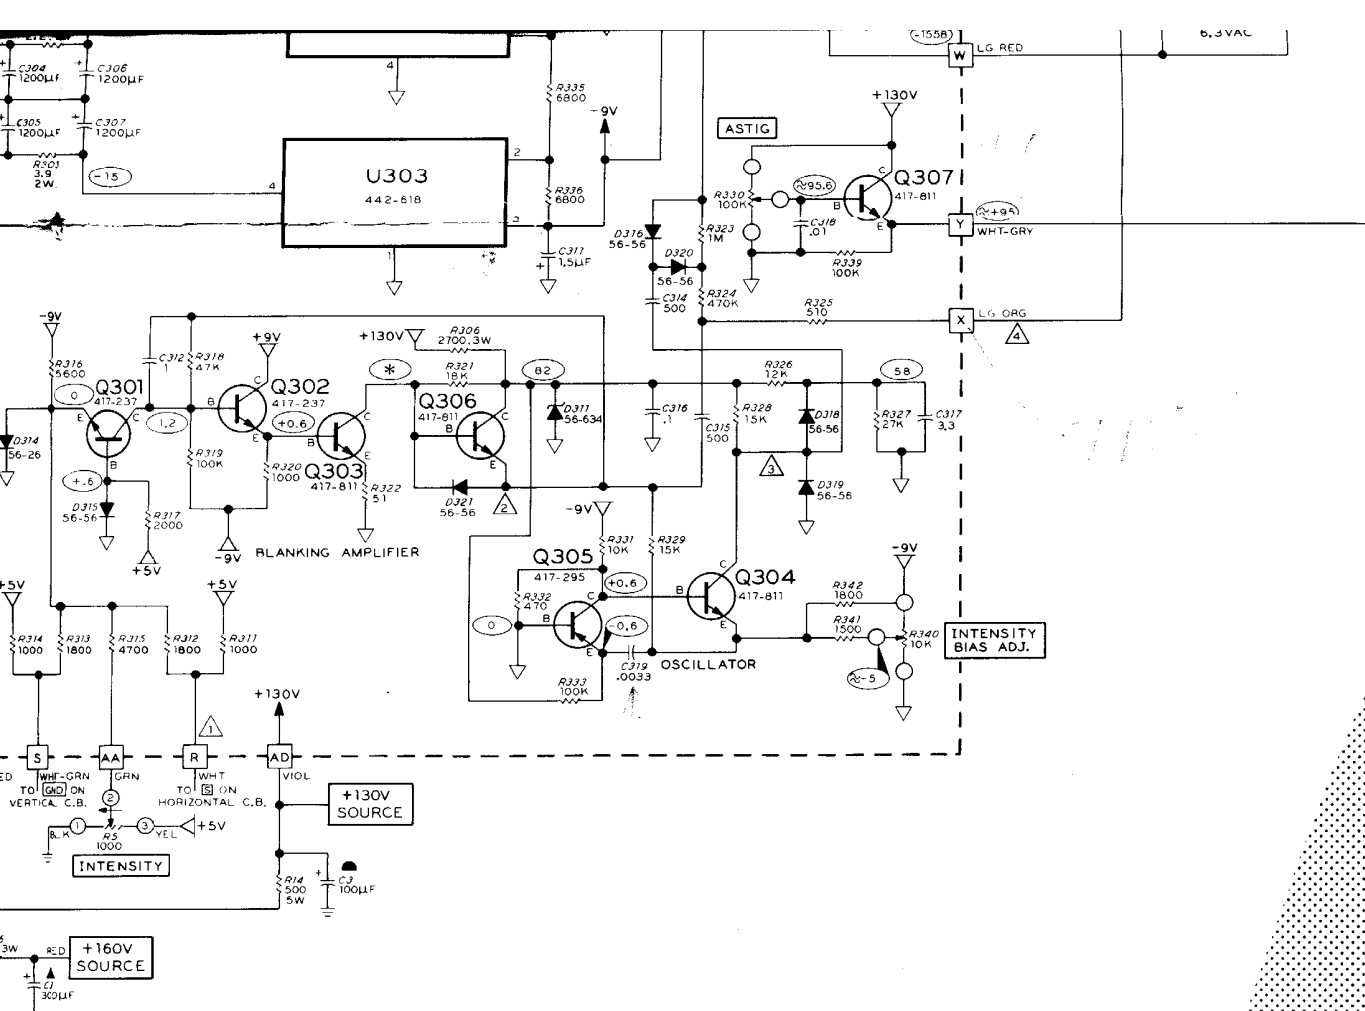 -1558
6.3VAC
W
LG RED
C304
1200µF
C306
1200µF
4
R335
6800
+130V
-9V
C305
1200µF
C307
1200µF
ASTIG
R303
3.9
2W.
-15
4
U303
442-618
2
R336
6800
R330
100K
≈95.6
B
C
Q307
417-811
E
C318
.01
≈+95
Y
WHT-GRY
3
1
C311
1.5µF
D316
56-56
R323
1M
D320
56-56
R339
100K
C314
500
R324
470K
R325
510
X
LG ORG
4
-9V
+9V
+130V
R306
2700.3W
R316
5600
C312
.1
R318
47K
0
Q301
417-237
E
C
B
1.2
Q302
417-237
B
C
E
+0.6
*
R321
18K
82
Q306
417-811
B
C
E
D311
56-634
C316
.1
C315
500
R326
12K
R328
15K
D318
56-56
58
R327
27K
C317
3.3
D314
56-26
R319
100K
R320
1000
B
C
E
Q303
417-811
R322
51
D321
56-56
2
3
D319
56-56
+.6
D315
56-56
R317
2000
+5V
-9V
BLANKING AMPLIFIER
-9V
R331
10K
R329
15K
Q305
417-295
C
B
E
+0.6
-0.6
B
C
E
Q304
417-811
-9V
R332
470
0
R342
1800
R341
1500
R340
10K
INTENSITY
BIAS ADJ.
≈-5
C319
.0033
OSCILLATOR
R333
100K
+5V
+5V
R314
1000
R313
1800
R315
4700
R312
1800
R311
1000
1
+130V
S
AA
R
AD
WHT-GRN
GRN
WHT
VIOL
TO GND ON
VERTICAL C.B.
TO S ON
HORIZONTAL C.B.
2
+130V
SOURCE
BLK
1
R5
1000
3
YEL
+5V
INTENSITY
R14
500
5W
C3
100µF
3W
RED
+160V
SOURCE
C1
300µF